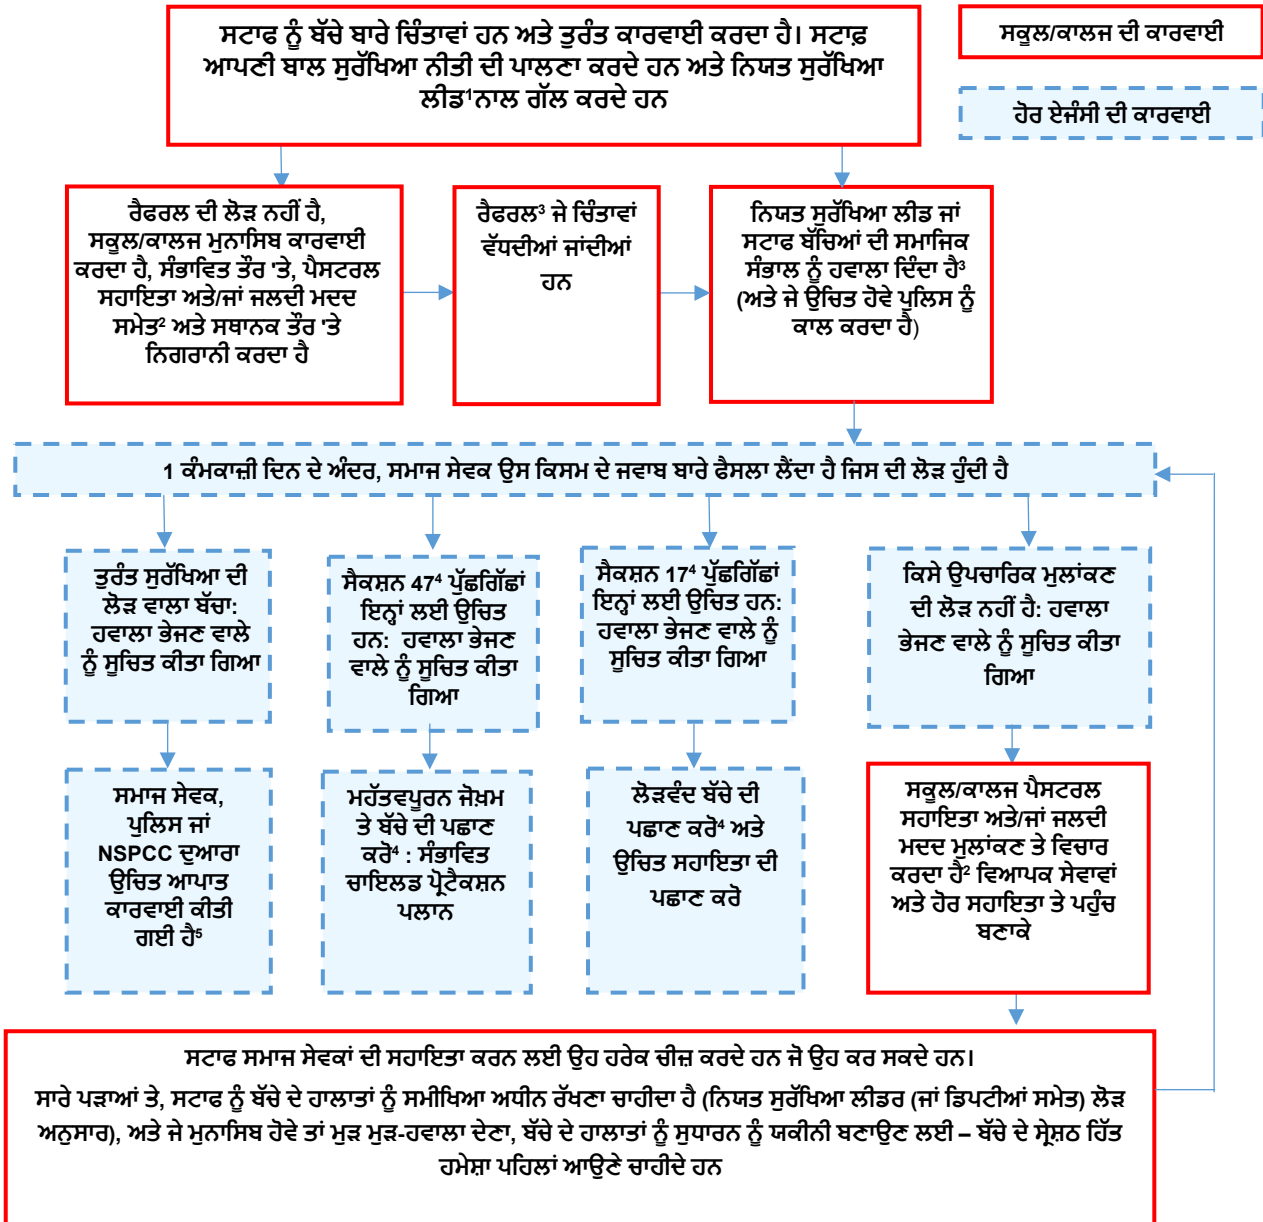 ਸਟਾਫ ਨੂੰ ਬੱਚੇ ਬਾਰੇ ਚਿੰਤਾਵਾਂ ਹਨ ਅਤੇ ਤੁਰੰਤ ਕਾਰਵਾਈ ਕਰਦਾ ਹੈ। ਸਟਾਫ਼
ਆਪਣੀ ਬਾਲ ਸੁਰੱਖਿਆ ਨੀਤੀ ਦੀ ਪਾਲਣਾ ਕਰਦੇ ਹਨ ਅਤੇ ਨਿਯਤ ਸੁਰੱਖਿਆ
ਲੀਡ¹ਨਾਲ ਗੱਲ ਕਰਦੇ ਹਨ
ਸਕੂਲ/ਕਾਲਜ ਦੀ ਕਾਰਵਾਈ
ਹੋਰ ਏਜੰਸੀ ਦੀ ਕਾਰਵਾਈ
ਰੈਫਰਲ ਦੀ ਲੋੜ ਨਹੀਂ ਹੈ,
ਸਕੂਲ/ਕਾਲਜ ਮੁਨਾਸਿਬ ਕਾਰਵਾਈ
ਕਰਦਾ ਹੈ, ਸੰਭਾਵਿਤ ਤੌਰ 'ਤੇ, ਪੈਸਟਰਲ
ਸਹਾਇਤਾ ਅਤੇ/ਜਾਂ ਜਲਦੀ ਮਦਦ
ਸਮੇਤ² ਅਤੇ ਸਥਾਨਕ ਤੌਰ 'ਤੇ
ਨਿਗਰਾਨੀ ਕਰਦਾ ਹੈ
ਰੈਫਰਲ³ ਜੇ ਚਿੰਤਾਵਾਂ
ਵੱਧਦੀਆਂ ਜਾਂਦੀਆਂ
ਹਨ
ਨਿਯਤ ਸੁਰੱਖਿਆ ਲੀਡ ਜਾਂ
ਸਟਾਫ ਬੱਚਿਆਂ ਦੀ ਸਮਾਜਿਕ
ਸੰਭਾਲ ਨੂੰ ਹਵਾਲਾ ਦਿੰਦਾ ਹੈ³
(ਅਤੇ ਜੇ ਉਚਿਤ ਹੋਵੇ ਪੁਲਿਸ ਨੂੰ
ਕਾਲ ਕਰਦਾ ਹੈ)
1 ਕੰਮਕਾਜ਼ੀ ਦਿਨ ਦੇ ਅੰਦਰ, ਸਮਾਜ ਸੇਵਕ ਉਸ ਕਿਸਮ ਦੇ ਜਵਾਬ ਬਾਰੇ ਫੈਸਲਾ ਲੈਂਦਾ ਹੈ ਜਿਸ ਦੀ ਲੋੜ ਹੁੰਦੀ ਹੈ
ਤੁਰੰਤ ਸੁਰੱਖਿਆ ਦੀ
ਲੋੜ ਵਾਲਾ ਬੱਚਾ:
ਹਵਾਲਾ ਭੇਜਣ ਵਾਲੇ
ਨੂੰ ਸੂਚਿਤ ਕੀਤਾ ਗਿਆ
ਸੈਕਸ਼ਨ 47⁴ ਪੁੱਛਗਿੱਛਾਂ
ਇਨ੍ਹਾਂ ਲਈ ਉਚਿਤ
ਹਨ: ਹਵਾਲਾ ਭੇਜਣ
ਵਾਲੇ ਨੂੰ ਸੂਚਿਤ ਕੀਤਾ
ਗਿਆ
ਸੈਕਸ਼ਨ 17⁴ ਪੁੱਛਗਿੱਛਾਂ
ਇਨ੍ਹਾਂ ਲਈ ਉਚਿਤ ਹਨ:
ਹਵਾਲਾ ਭੇਜਣ ਵਾਲੇ ਨੂੰ
ਸੂਚਿਤ ਕੀਤਾ ਗਿਆ
ਕਿਸੇ ਉਪਚਾਰਿਕ ਮੁਲਾਂਕਣ
ਦੀ ਲੋੜ ਨਹੀਂ ਹੈ: ਹਵਾਲਾ
ਭੇਜਣ ਵਾਲੇ ਨੂੰ ਸੂਚਿਤ ਕੀਤਾ
ਗਿਆ
ਸਮਾਜ ਸੇਵਕ,
ਪੁਲਿਸ ਜਾਂ
NSPCC ਦੁਆਰਾ
ਉਚਿਤ ਆਪਾਤ
ਕਾਰਵਾਈ ਕੀਤੀ
ਗਈ ਹੈ⁵
ਮਹੱਤਵਪੂਰਨ ਜੋਖ਼ਮ
ਤੇ ਬੱਚੇ ਦੀ ਪਛਾਣ
ਕਰੋ⁴ : ਸੰਭਾਵਿਤ
ਚਾਇਲਡ ਪ੍ਰੋਟੈਕਸ਼ਨ
ਪਲਾਨ
ਲੋੜਵੰਦ ਬੱਚੇ ਦੀ
ਪਛਾਣ ਕਰੋ⁴ ਅਤੇ
ਉਚਿਤ ਸਹਾਇਤਾ ਦੀ
ਪਛਾਣ ਕਰੋ
ਸਕੂਲ/ਕਾਲਜ ਪੈਸਟਰਲ
ਸਹਾਇਤਾ ਅਤੇ/ਜਾਂ ਜਲਦੀ
ਮਦਦ ਮੁਲਾਂਕਣ ਤੇ ਵਿਚਾਰ
ਕਰਦਾ ਹੈ² ਵਿਆਪਕ ਸੇਵਾਵਾਂ
ਅਤੇ ਹੋਰ ਸਹਾਇਤਾ ਤੇ ਪਹੁੰਚ
ਬਣਾਕੇ
ਸਟਾਫ ਸਮਾਜ ਸੇਵਕਾਂ ਦੀ ਸਹਾਇਤਾ ਕਰਨ ਲਈ ਉਹ ਹਰੇਕ ਚੀਜ਼ ਕਰਦੇ ਹਨ ਜੋ ਉਹ ਕਰ ਸਕਦੇ ਹਨ।
ਸਾਰੇ ਪੜਾਆਂ ਤੇ, ਸਟਾਫ ਨੂੰ ਬੱਚੇ ਦੇ ਹਾਲਾਤਾਂ ਨੂੰ ਸਮੀਖਿਆ ਅਧੀਨ ਰੱਖਣਾ ਚਾਹੀਦਾ ਹੈ (ਨਿਯਤ ਸੁਰੱਖਿਆ ਲੀਡਰ (ਜਾਂ ਡਿਪਟੀਆਂ ਸਮੇਤ) ਲੋੜ
ਅਨੁਸਾਰ), ਅਤੇ ਜੇ ਮੁਨਾਸਿਬ ਹੋਵੇ ਤਾਂ ਮੁੜ ਮੁੜ-ਹਵਾਲਾ ਦੇਣਾ, ਬੱਚੇ ਦੇ ਹਾਲਾਤਾਂ ਨੂੰ ਸੁਧਾਰਨ ਨੂੰ ਯਕੀਨੀ ਬਣਾਉਣ ਲਈ – ਬੱਚੇ ਦੇ ਸ੍ਰੇਸ਼ਠ ਹਿੱਤ
ਹਮੇਸ਼ਾ ਪਹਿਲਾਂ ਆਉਣੇ ਚਾਹੀਦੇ ਹਨ